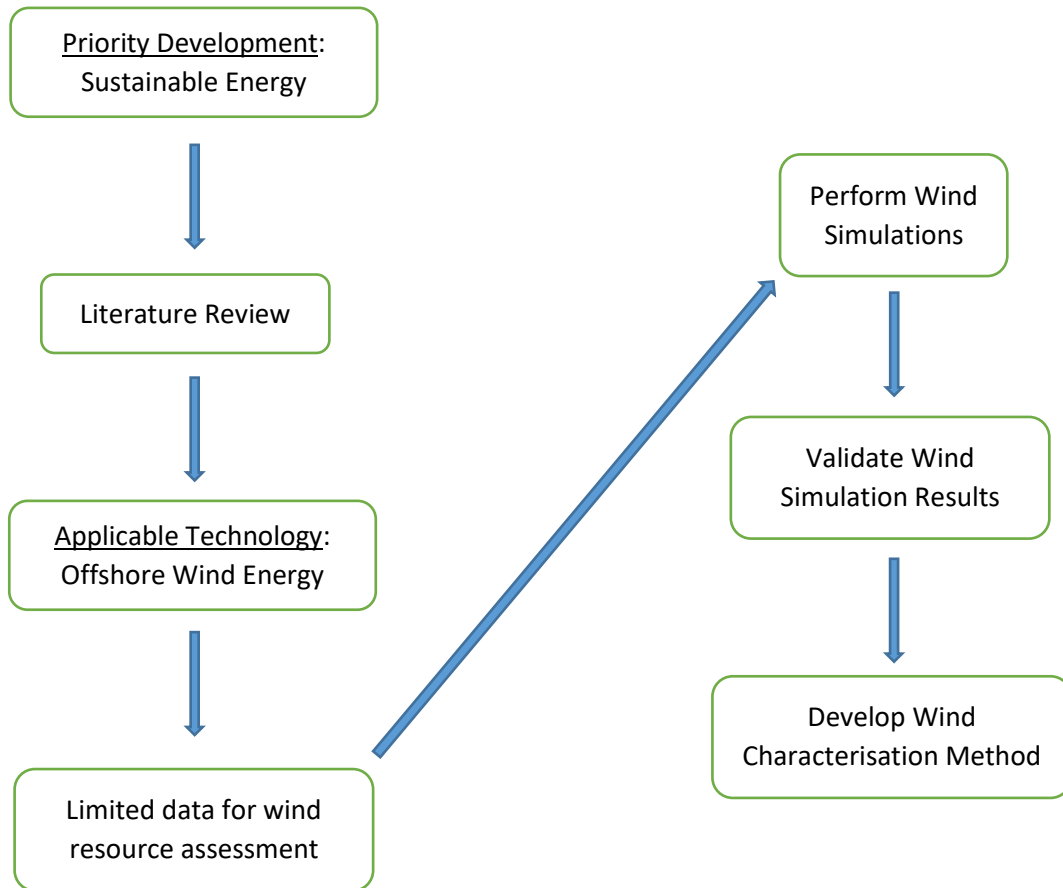 Priority Development:
Sustainable Energy
Literature Review
Applicable Technology:
Offshore Wind Energy
Limited data for wind
resource assessment
Perform Wind
Simulations
Validate Wind
Simulation Results
Develop Wind
Characterisation Method